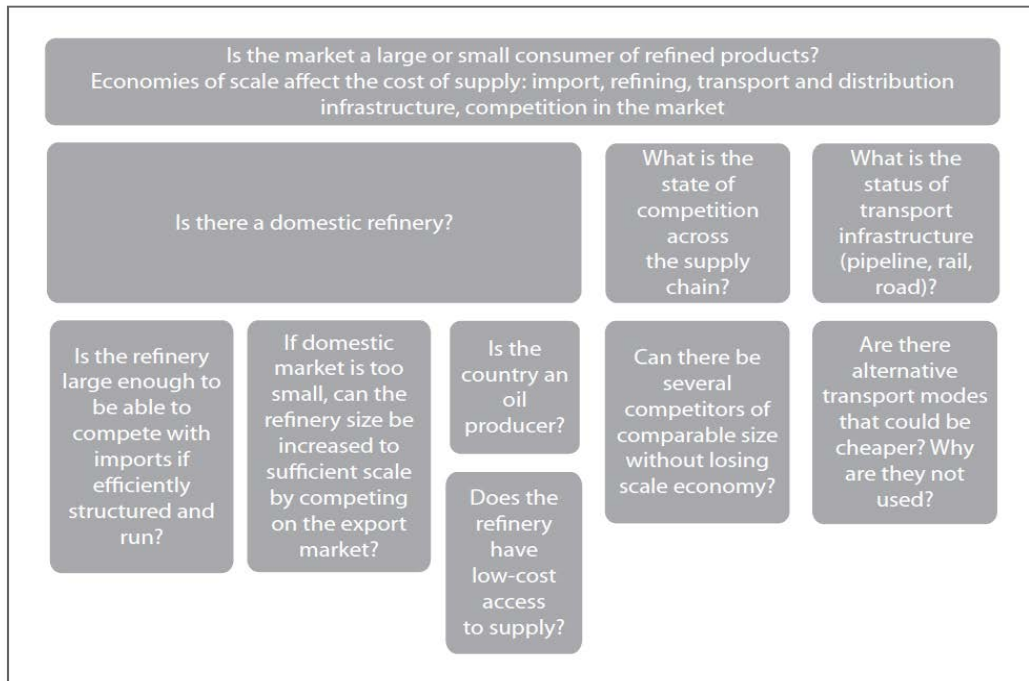 Is the market a large or small consumer of refined products?
Economies of scale affect the cost of supply: import, refining, transport and distribution
infrastructure, competition in the market
Is there a domestic refinery?
What is the
state of
competition
across
the supply
chain?
What is the
status of
transport
infrastructure
(pipeline, rail,
road)?
Is the refinery
large enough to
be able to
compete with
imports if
efficiently
structured and
run?
If domestic
market is too
small, can the
refinery size be
increased to
sufficient scale
by competing
on the export
market?
Is the
country an
oil
producer?
Does the
refinery
have
low-cost
access
to supply?
Can there be
several
competitors of
comparable size
without losing
scale economy?
Are there
alternative
transport modes
that could be
cheaper? Why
are they not
used?